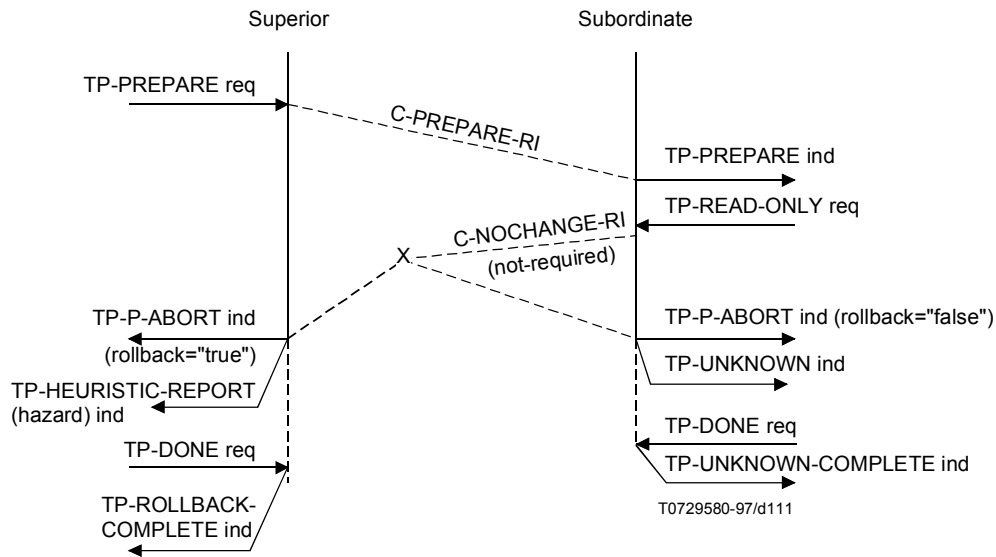 Superior
Subordinate
TP-PREPARE req
C-PREPARE-RI
TP-PREPARE ind
TP-READ-ONLY req
C-NOCHANGE-RI
(not-required)
X
TP-P-ABORT ind
(rollback="true")
TP-P-ABORT ind (rollback="false")
TP-UNKNOWN ind
TP-HEURISTIC-REPORT
(hazard) ind
TP-DONE req
TP-DONE req
TP-UNKNOWN-COMPLETE ind
TP-ROLLBACK-
COMPLETE ind
T0729580-97/d111